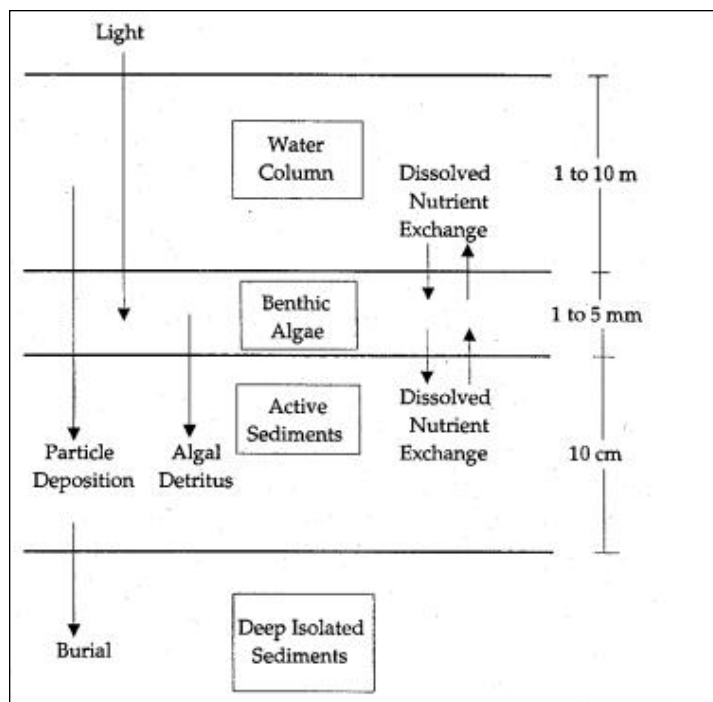 Light
Water
Column
Dissolved
Nutrient
Exchange
1 to 10 m
Benthic
Algae
1 to 5 mm
Active
Sediments
Dissolved
Nutrient
Exchange
Particle
Deposition
Algal
Detritus
10 cm
Burial
Deep Isolated
Sediments